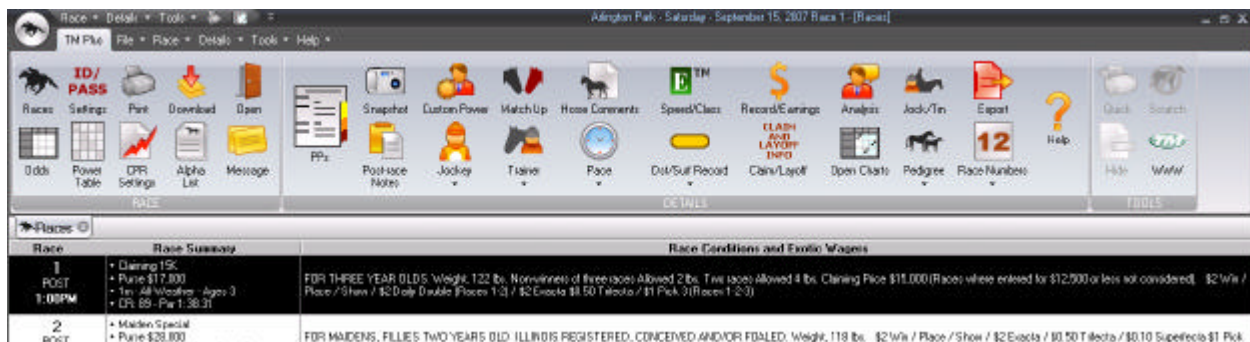 Race Details Tools
Arlington Park - Saturday - September 15, 2007 Race 1 - [Races]
TM Plus File Race Details Tools Help
ID/
PASS
Races Settings Print Download Open
Odds Power Table CPR Settings Alpha List Message
RACE
PPs
Snapshot Custom Power Match Up Horse Comments Speed/Class Record/Earnings Analysis Jock/Trn Export
E TM
$
CLAIM
AND
LAYOFF
INFO
12
Post-race Notes Jockey Trainer Pace Dist/Surf Record Claim/Layoff Open Charts Pedigree Race Numbers
Help
DETAILS
Quick Scratch
Hide WWW
TOOLS
Races
Race Race Summary Race Conditions and Exotic Wagers
1
POST
1:00PM
• Claiming 15K
• Purse $17,800
• 1m - All Weather - Ages 3
• CR: 89 - Par 1:38.31
FOR THREE YEAR OLDS. Weight, 122 lbs. Non-winners of three races Allowed 2 lbs. Two races Allowed 4 lbs. Claiming Price $15,000 (Races where entered for $12,500 or less not considered). $2 Win /
Place / Show / $2 Daily Double (Races 1-2) / $2 Exacta $0.50 Trifecta / $1 Pick 3 (Races 1-2-3)
2
POST
• Maiden Special
• Purse $28,800
FOR MAIDENS, FILLIES TWO YEARS OLD ILLINOIS REGISTERED, CONCEIVED AND/OR FOALED. Weight, 118 lbs. $2 Win / Place / Show / $2 Exacta / $0.50 Trifecta / $0.10 Superfecta $1 Pick